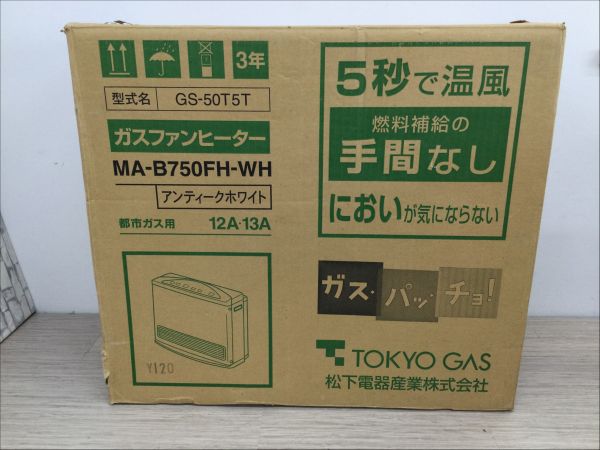 3年
型式名 GS-50T5T
ガスファンヒーター
MA-B750FH-WH
アンティークホワイト
都市ガス用 12A・13A
Y120
5秒で温風
燃料補給の
手間なし
においが気にならない
ガス・パッ・チョ!
TOKYO GAS
松下電器産業株式会社